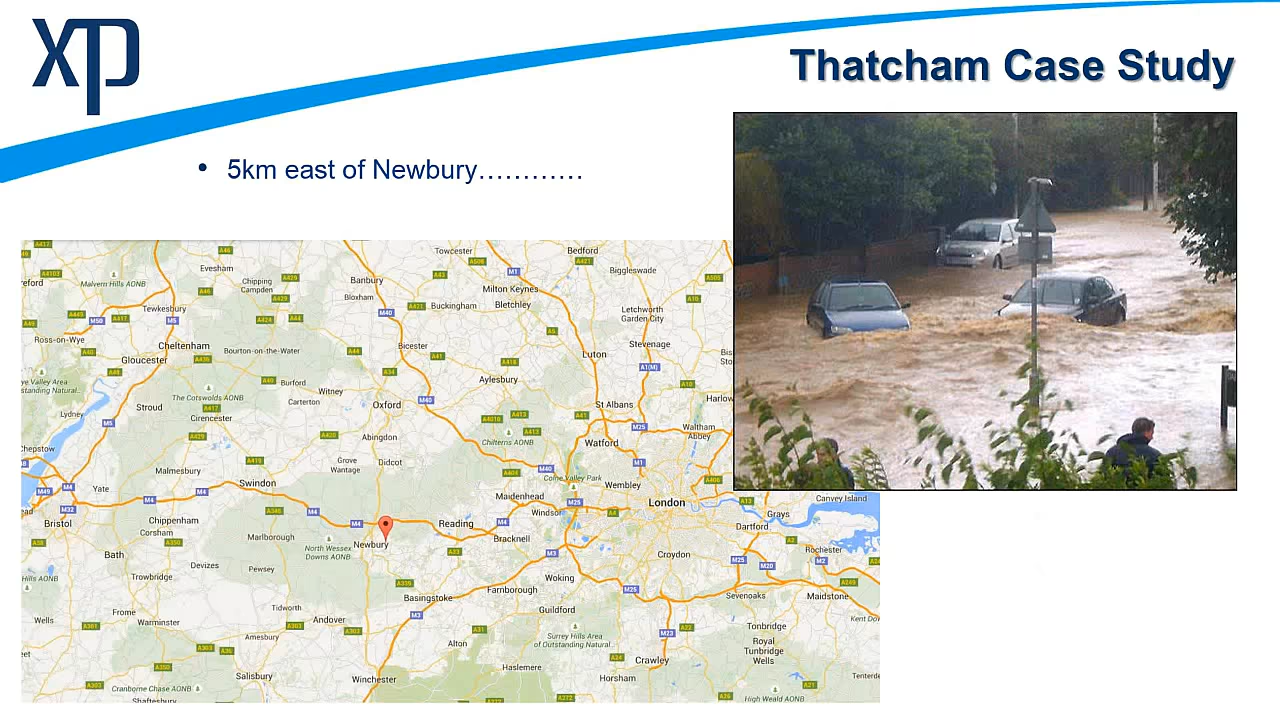 xp
Thatcham Case Study
• 5km east of Newbury…………
Towcester
Bedford
Evesham
Biggleswade
Malvern Hills AONB
Chipping
Campden
Banbury
Milton Keynes
Bloxham
Buckingham
Bletchley
Tewkesbury
Letchworth
Garden City
Ross-on-Wye
Cheltenham
Bicester
Stevenage
Gloucester
Bourton-on-the-Water
Luton
Aylesbury
Burford
Witney
The Cotswolds AONB
Carterton
Oxford
St Albans
Harlow
Lydney
Stroud
Cirencester
Waltham
Abbey
Abingdon
Chilterns AONB
Watford
Chepstow
Grove
Wantage
Didcot
Malmesbury
Colne Valley Park
Yate
Swindon
Wembley
Maidenhead
London
Canvey Island
Windsor
Bristol
Chippenham
Corsham
Reading
Grays
Dartford
Marlborough
Newbury
Bracknell
North Wessex
Downs AONB
Croydon
Rochester
Bath
Devizes
Pewsey
Woking
Trowbridge
Farnborough
Basingstoke
Sevenoaks
Maidstone
Frome
Tidworth
Guildford
Wells
Warminster
Andover
Kent Do
Amesbury
Alton
Surrey Hills Area
of Outstanding Natural...
Tonbridge
Royal
Tunbridge
Wells
Haslemere
Crawley
Salisbury
Winchester
Horsham
Tenterde
Cranborne Chase AONB
High Weald AONB
Shaftesbury